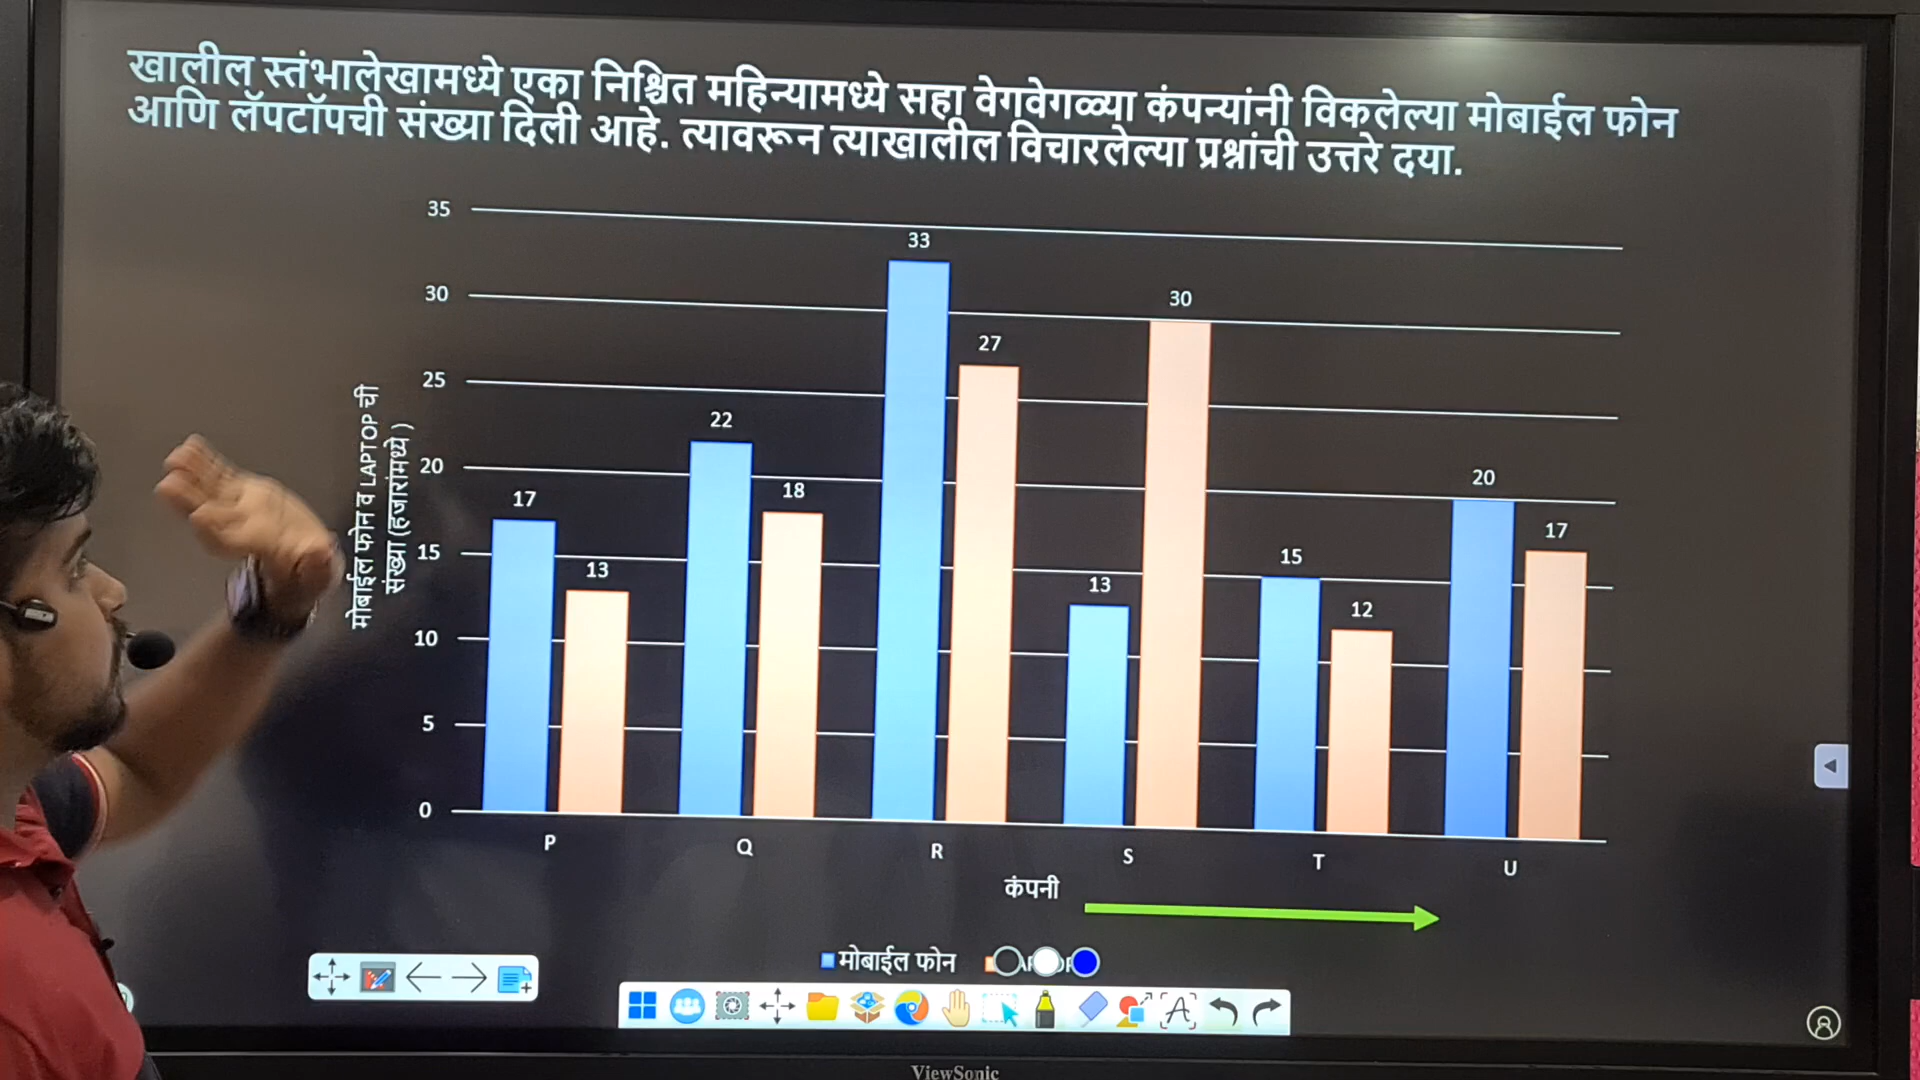 खालील स्तंभालेखामध्ये एका निश्चित महिन्यामध्ये सहा वेगवेगळ्या कंपन्यांनी विकलेल्या मोबाईल फोन
आणि लॅपटॉपची संख्या दिली आहे. त्यावरून त्याखालील विचारलेल्या प्रश्नांची उत्तरे दया.
35
30
25
20
15
10
5
0
मोबाईल फोन व LAPTOP ची
संख्या (हजारांमध्ये )
17
13
22
18
33
27
13
30
15
12
20
17
P
Q
R
S
T
U
कंपनी
मोबाईल फोन
ViewSonic